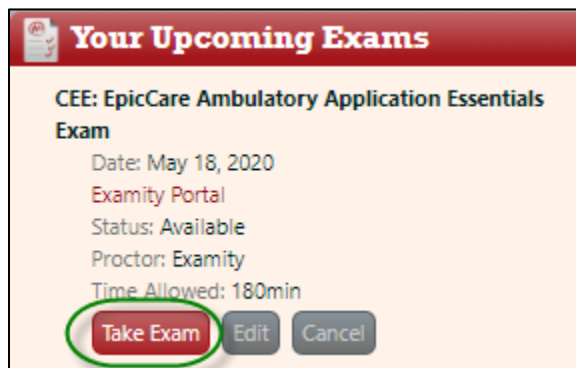 Your Upcoming Exams
CEE: EpicCare Ambulatory Application Essentials
Exam
Date: May 18, 2020
Examity Portal
Status: Available
Proctor: Examity
Time Allowed: 180min
Take Exam Edit Cancel